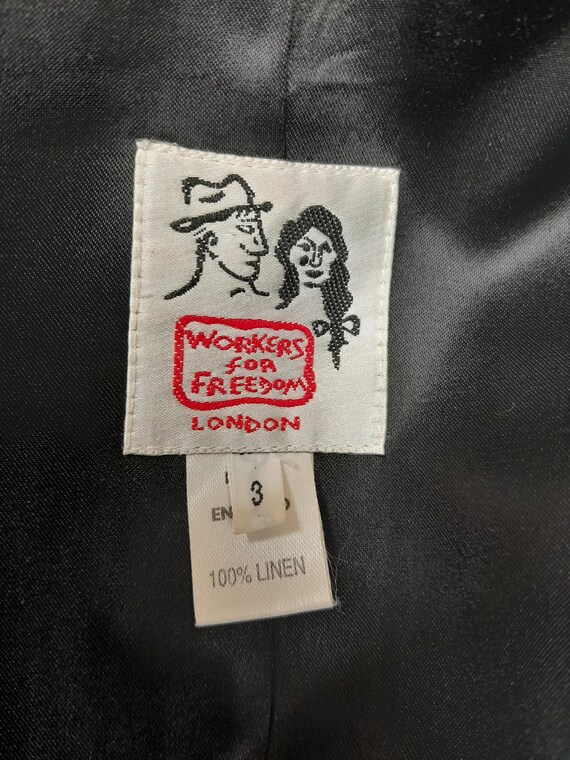 WORKERS
FOR
FREEDOM
LONDON
3
100% LINEN